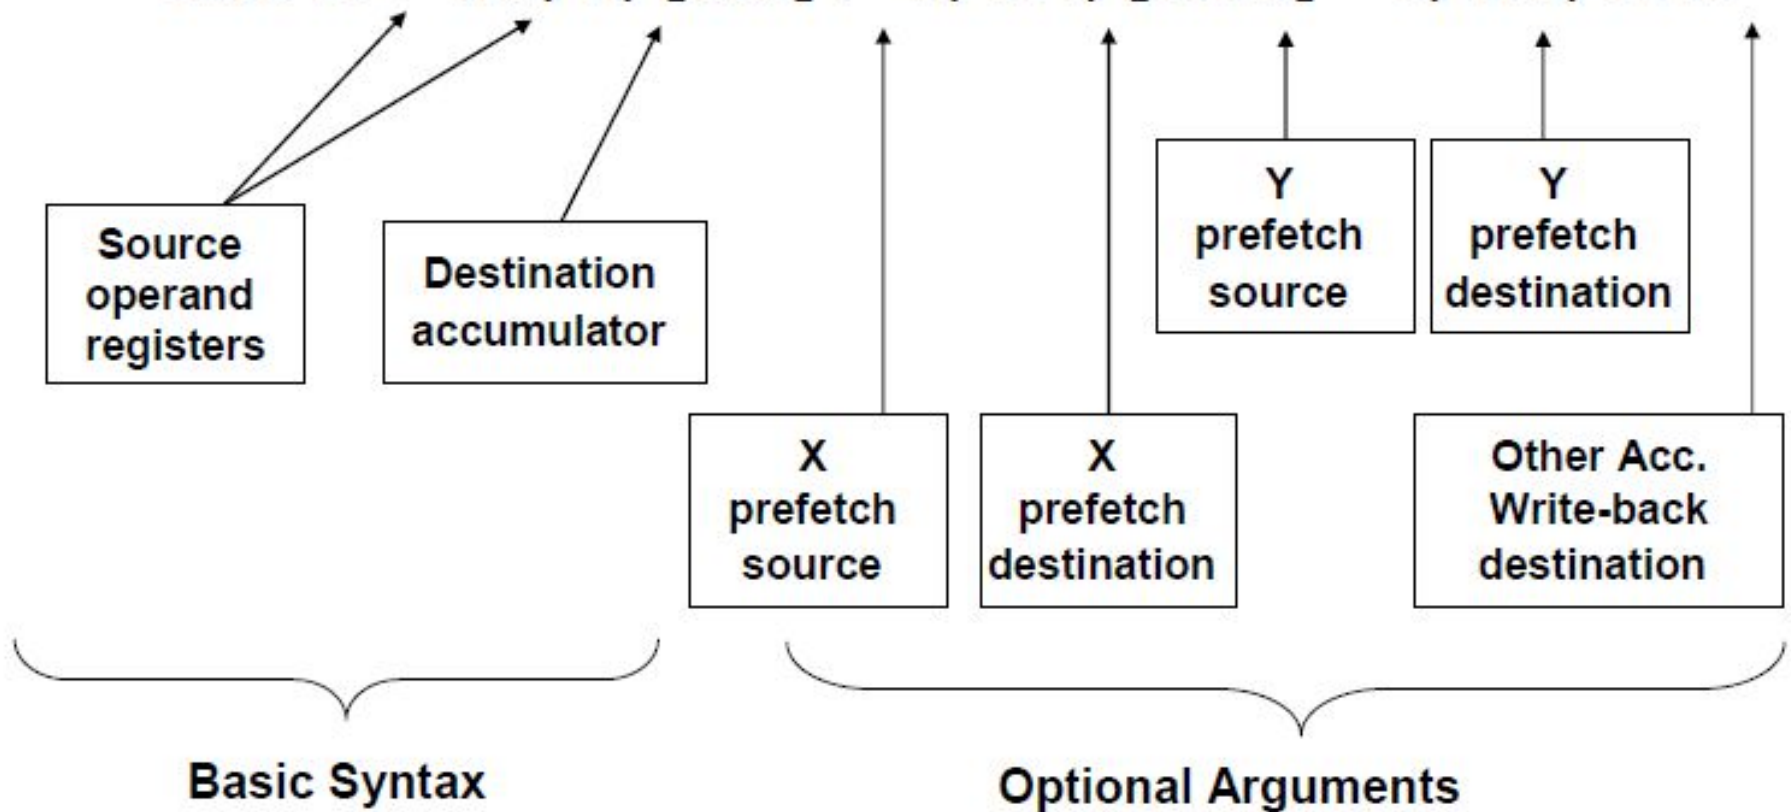 Source
operand
registers
Destination
accumulator
X
prefetch
source
X
prefetch
destination
Y
prefetch
source
Y
prefetch
destination
Other Acc.
Write-back
destination
Basic Syntax
Optional Arguments